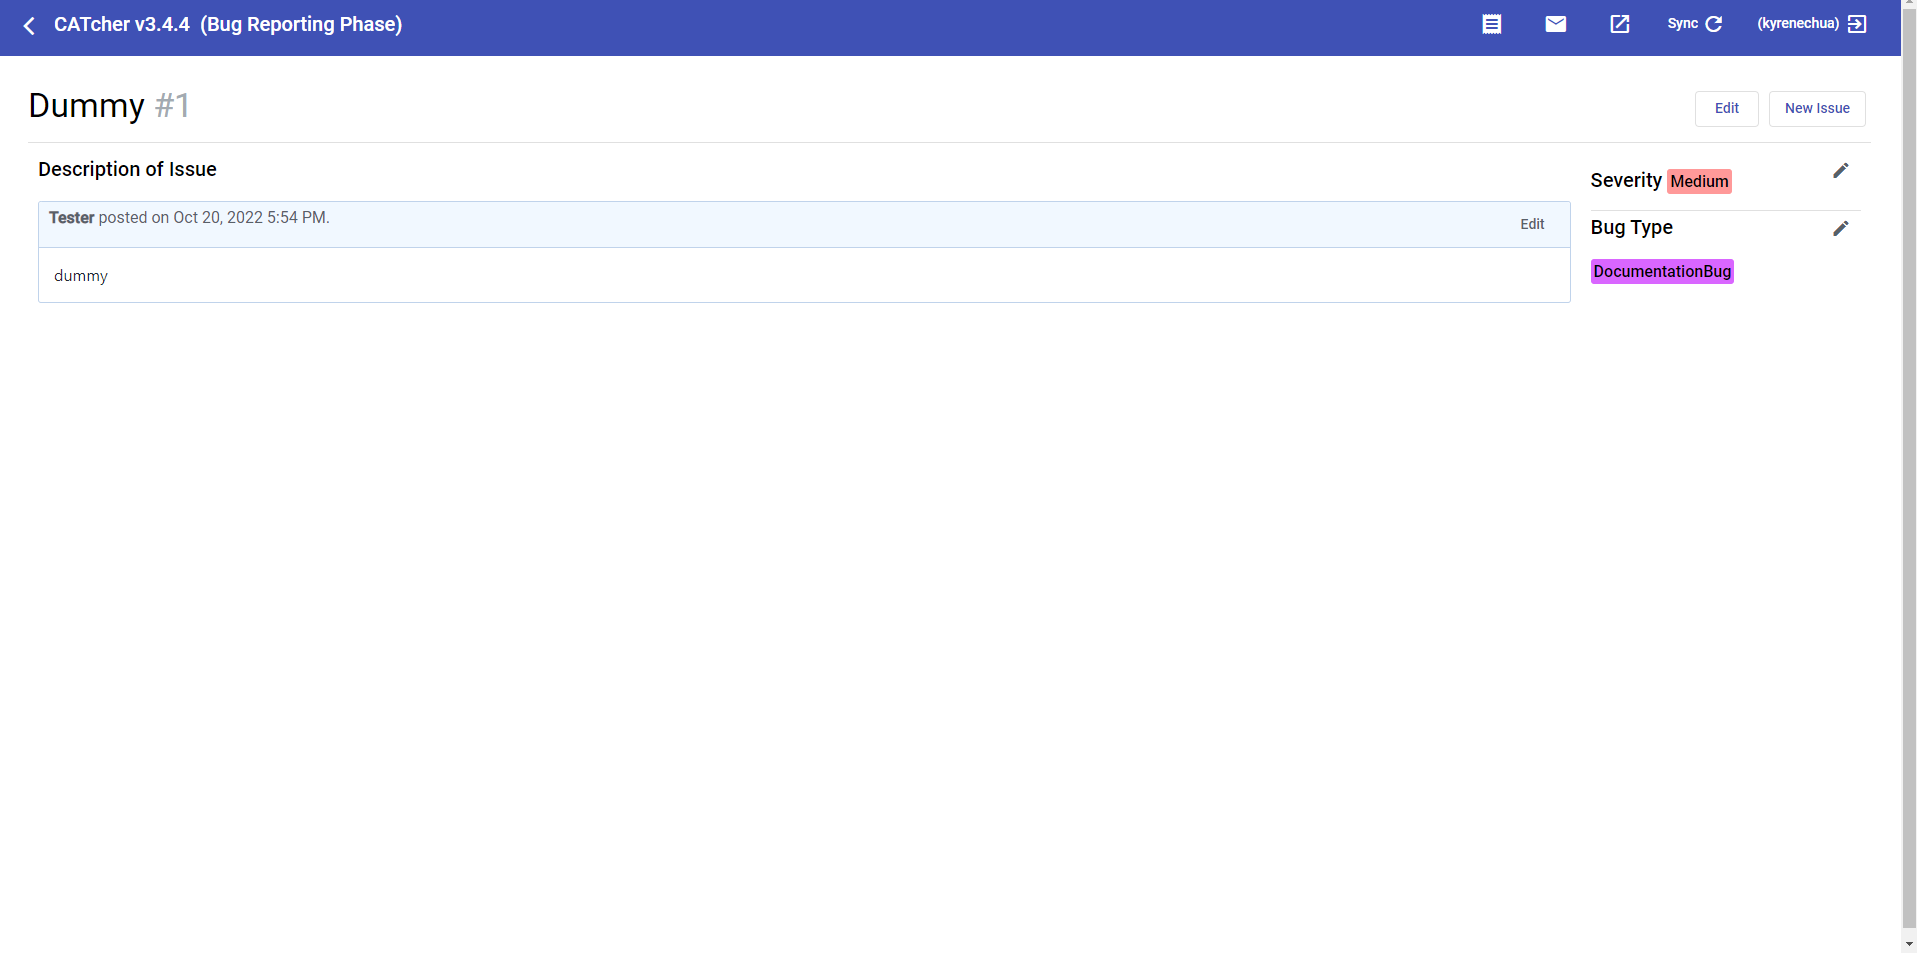 CATcher v3.4.4 (Bug Reporting Phase)
Sync
(kyrenechua)
Dummy #1
Edit
New Issue
Description of Issue
Tester posted on Oct 20, 2022 5:54 PM.
Edit
dummy
Severity Medium
Bug Type
DocumentationBug